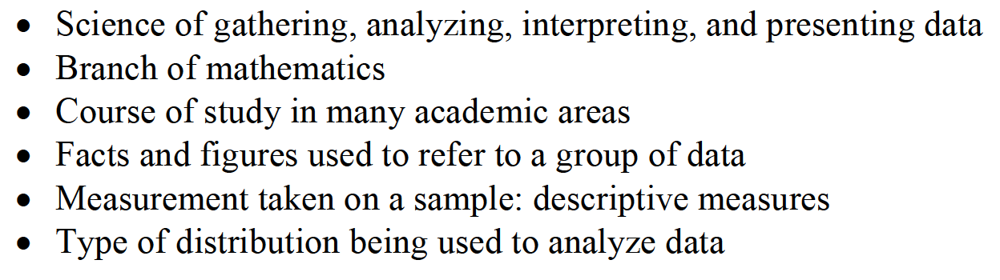 • Science of gathering, analyzing, interpreting, and presenting data
• Branch of mathematics
• Course of study in many academic areas
• Facts and figures used to refer to a group of data
• Measurement taken on a sample: descriptive measures
• Type of distribution being used to analyze data